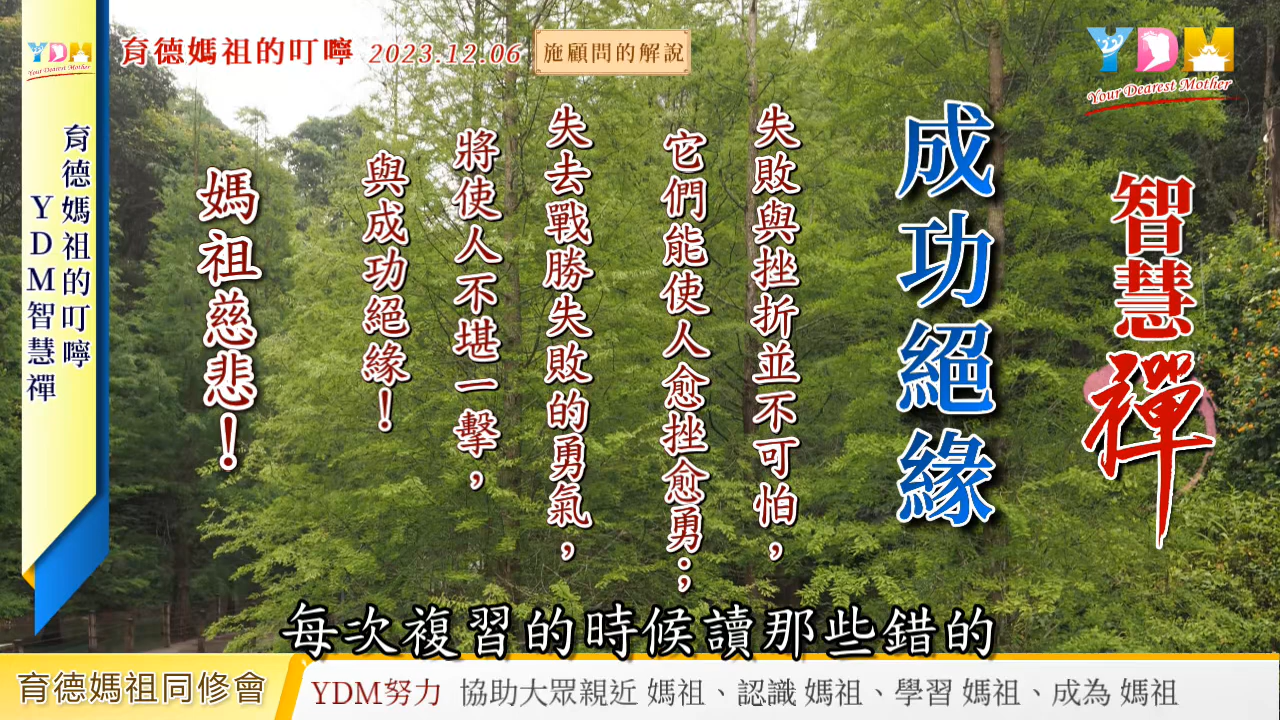 育德媽祖的叮嚀 2023.12.06 施顧問的解說
YDM
Your Dearest Mother
智慧禪
成功絕緣
失敗與挫折並不可怕，
它們能使人愈挫愈勇；
失去戰勝失敗的勇氣，
將使人不堪一擊，
與成功絕緣！
媽祖慈悲！
YDM
Your Dearest Mother
育德媽祖的叮嚀
YDM智慧禪
每次複習的時候讀那些錯的
育德媽祖同修會
YDM努力 協助大眾親近 媽祖、認識 媽祖、學習 媽祖、成為 媽祖